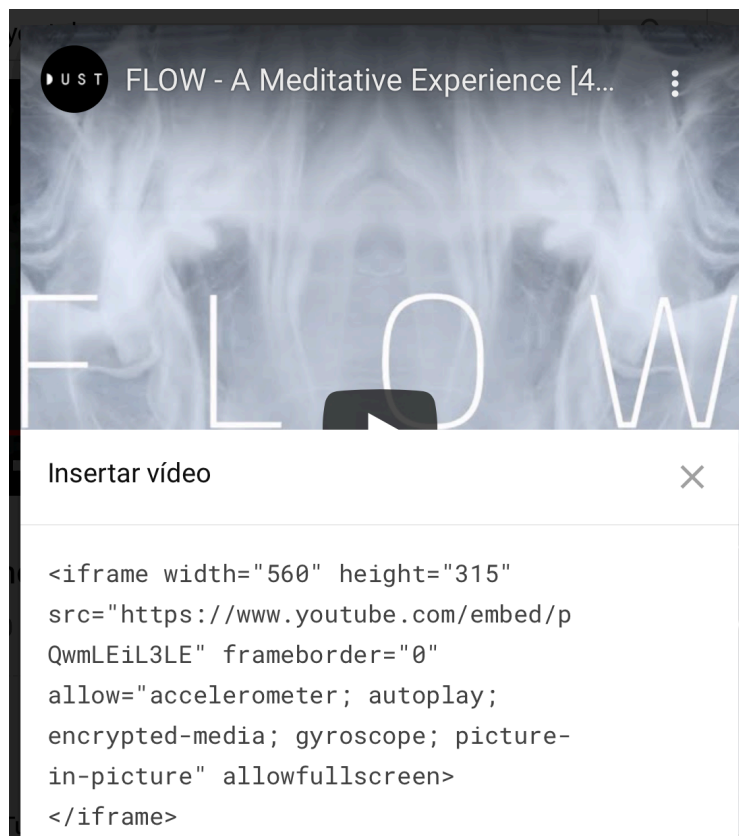 DUST
FLOW - A Meditative Experience [4...
FLOW
Insertar vídeo
<iframe width="560" height="315"
src="https://www.youtube.com/embed/p
QwmLEiL3LE" frameborder="0"
allow="accelerometer; autoplay;
encrypted-media; gyroscope; picture-
in-picture" allowfullscreen>
</iframe>